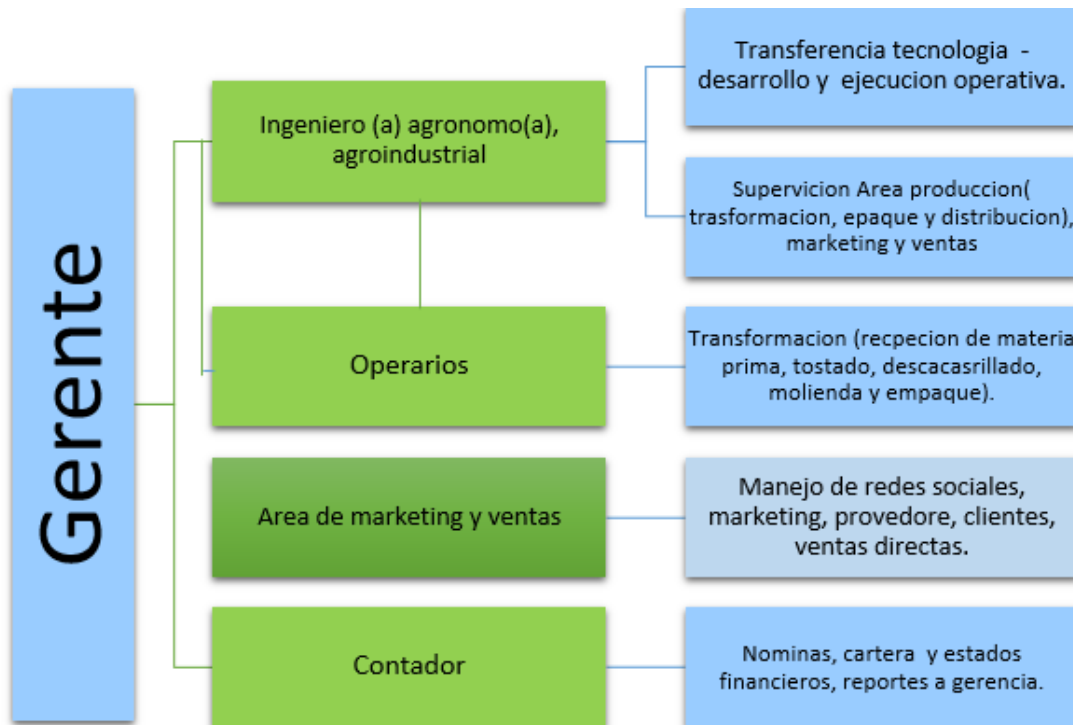 Gerente
Ingeniero (a) agronomo(a),
agroindustrial
Transferencia tecnologia -
desarrollo y ejecucion operativa.
Supervicion Area produccion(
trasformacion, epaque y distribucion),
marketing y ventas
Operarios
Transformacion (recpecion de materia
prima, tostado, descacasrillado,
molienda y empaque).
Area de marketing y ventas
Manejo de redes sociales,
marketing, provedore, clientes,
ventas directas.
Contador
Nominas, cartera y estados
financieros, reportes a gerencia.